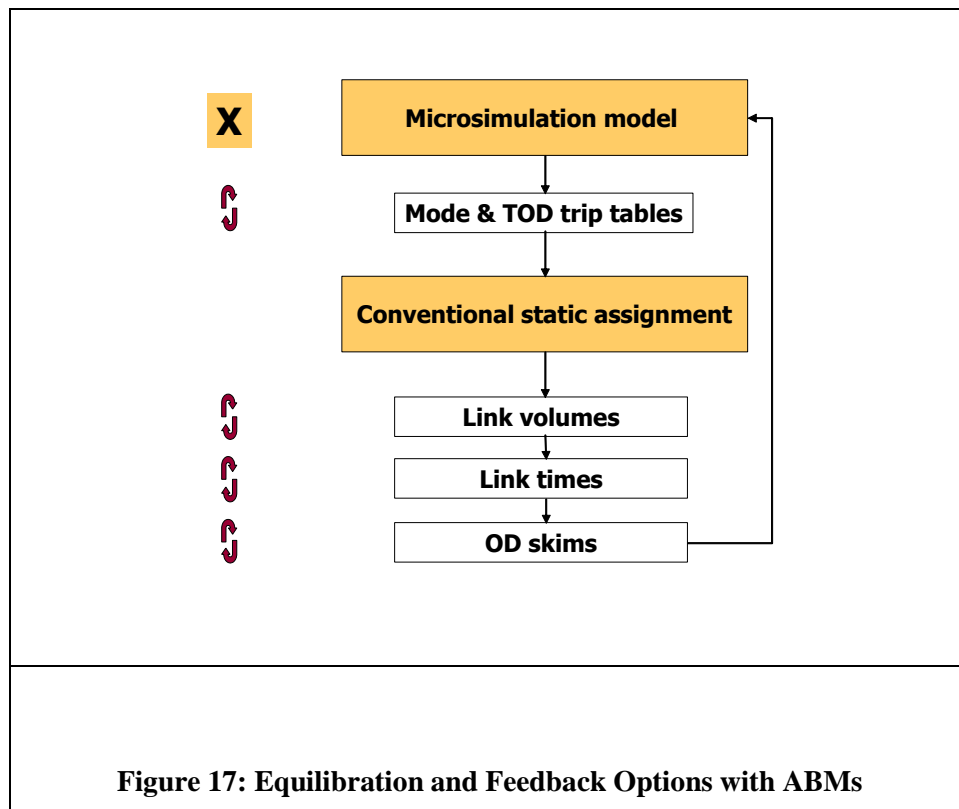 X
Microsimulation model
Mode & TOD trip tables
Conventional static assignment
Link volumes
Link times
OD skims
Figure 17: Equilibration and Feedback Options with ABMs